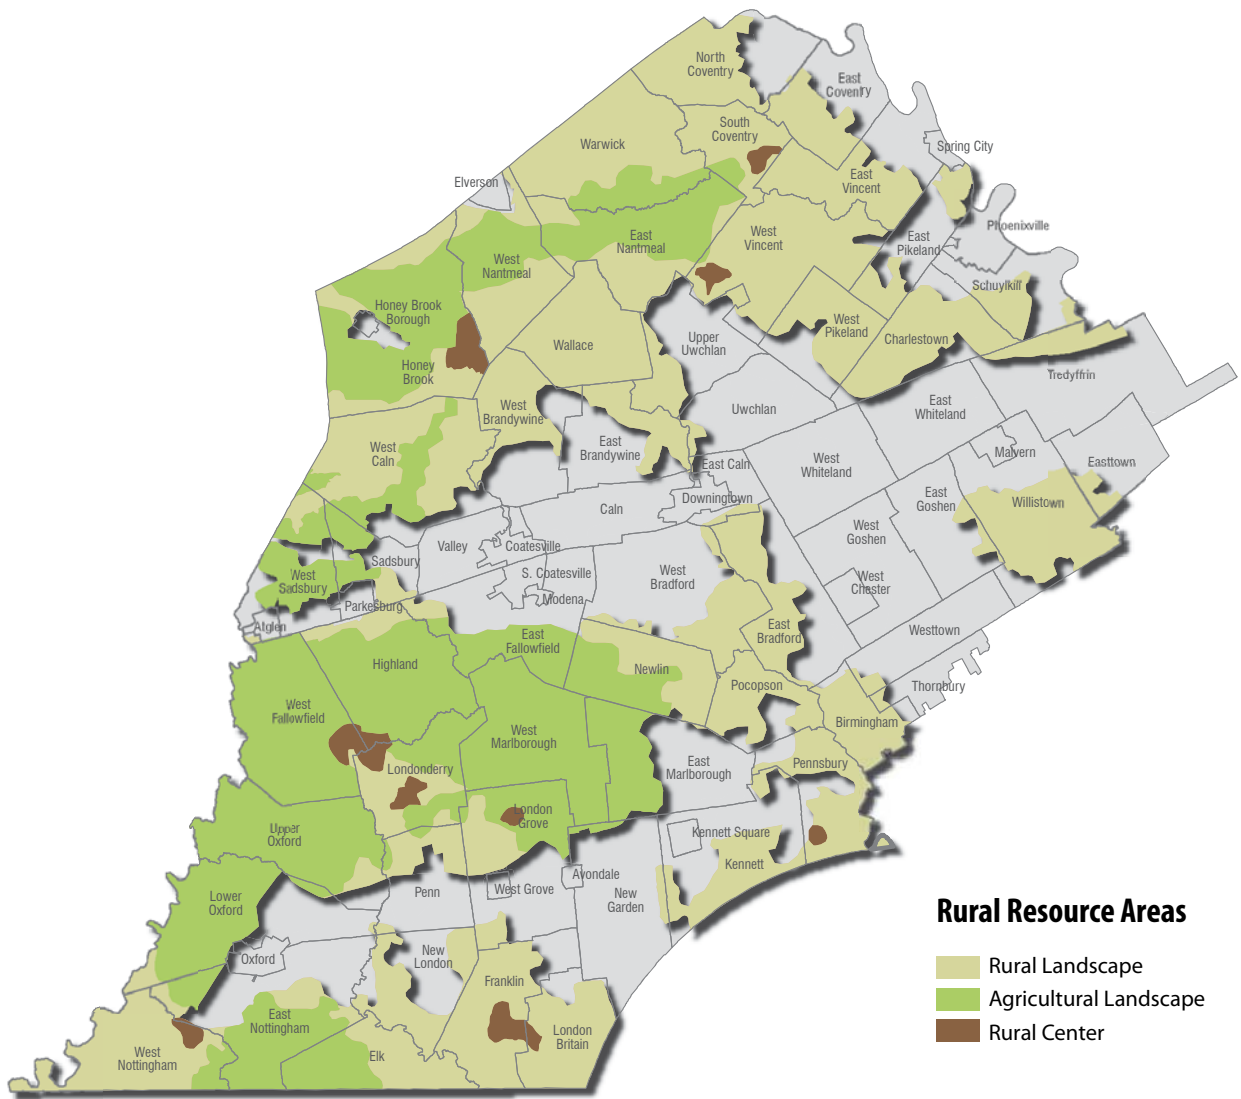 North
Coventry
East
Coventry
South
Coventry
Warwick
Spring City
Elverson
East
Vincent
Phoenixville
West
Vincent
East
Nantmeal
East
Pikeland
West
Nantmeal
Schuylkill
Honey Brook
Borough
West
Pikeland
Charlestown
Upper
Uwchlan
Wallace
Honey
Brook
Tredyffrin
West
Brandywine
Uwchlan
East
Whiteland
West
Caln
East
Brandywine
Malvern
West
Whiteland
East Caln
Easttown
Downingtown
East
Goshen
Willistown
Caln
West
Goshen
Valley
Coatesville
Sadsbury
S. Coatesville
West
Bradford
West
Sadsbury
West
Chester
Modena
Parkesburg
Atglen
East
Bradford
Westtown
East
Fallowfield
Highland
Newlin
Pocopson
Thornbury
West
Fallowfield
Birmingham
West
Marlborough
East
Marlborough
Pennsbury
Londonderry
London
Grove
Upper
Oxford
Kennett Square
Kennett
Avondale
Penn
West Grove
New
Garden
Lower
Oxford
Rural Resource Areas
Oxford
New
London
Rural Landscape
Franklin
Agricultural Landscape
East
Nottingham
Rural Center
London
Britain
West
Nottingham
Elk